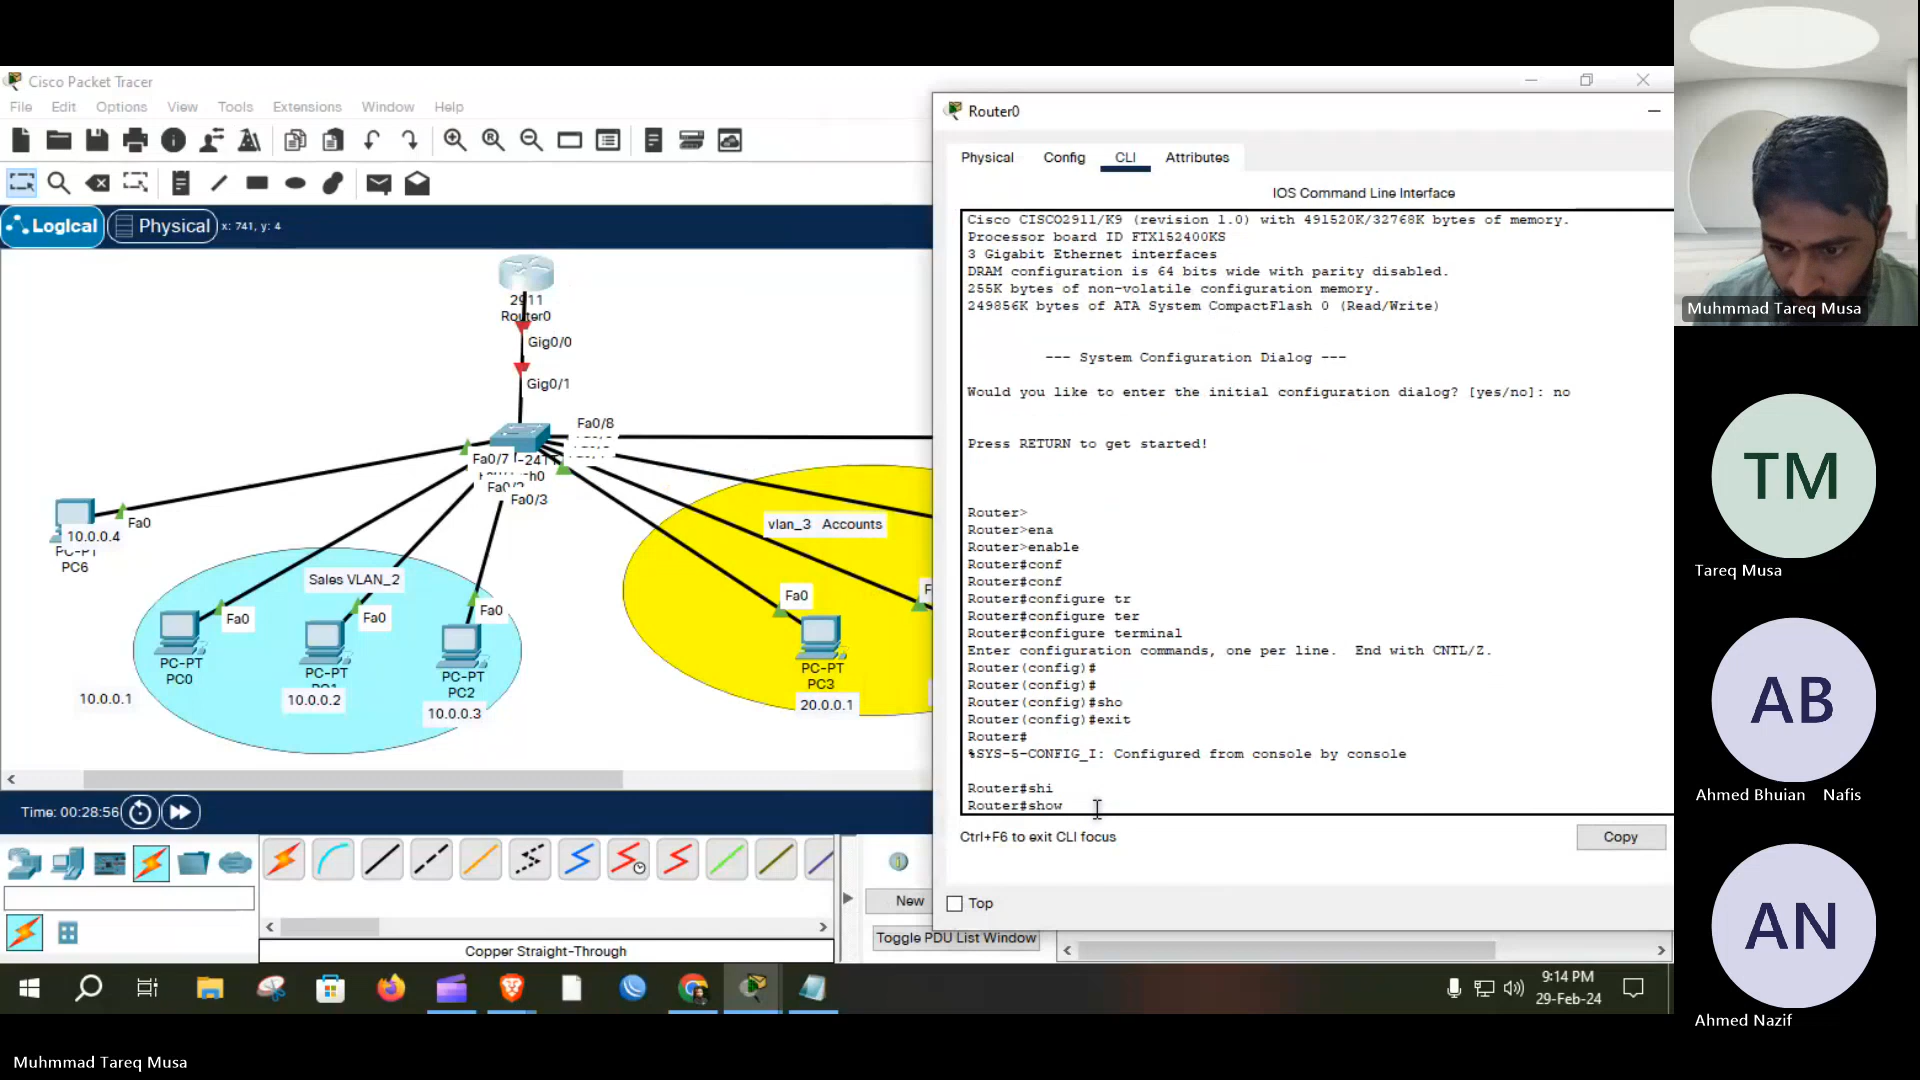 Cisco Packet Tracer
File Edit Options View Tools Extensions Window Help
Logical Physical x: 741, y: 4
2911
Router0
Gig0/0
Gig0/1
Fa0/8
Fa0/7
Fa0/3
Fa0
10.0.0.4
PC-PT
PC6
Sales VLAN_2
Fa0
Fa0
Fa0
PC-PT
PC0
PC-PT
PC-PT
PC2
10.0.0.1
10.0.0.2
10.0.0.3
vlan_3 Accounts
Fa0
PC-PT
PC3
20.0.0.1
Time: 00:28:56
New
Toggle PDU List Window
Copper Straight-Through
Router0
Physical Config CLI Attributes
IOS Command Line Interface
Cisco CISCO2911/K9 (revision 1.0) with 491520K/32768K bytes of memory.
Processor board ID FTX152400KS
3 Gigabit Ethernet interfaces
DRAM configuration is 64 bits wide with parity disabled.
255K bytes of non-volatile configuration memory.
249856K bytes of ATA System CompactFlash 0 (Read/Write)
--- System Configuration Dialog ---
Would you like to enter the initial configuration dialog? [yes/no]: no
Press RETURN to get started!
Router>
Router>ena
Router>enable
Router#conf
Router#conf
Router#configure tr
Router#configure ter
Router#configure terminal
Enter configuration commands, one per line. End with CNTL/Z.
Router(config)#
Router(config)#
Router(config)#sho
Router(config)#exit
Router#
%SYS-5-CONFIG_I: Configured from console by console
Router#shi
Router#show
Ctrl+F6 to exit CLI focus
Copy
Top
9:14 PM
29-Feb-24
Muhmmad Tareq Musa
TM
Tareq Musa
AB
Ahmed Bhuian Nafis
AN
Ahmed Nazif
Muhmmad Tareq Musa